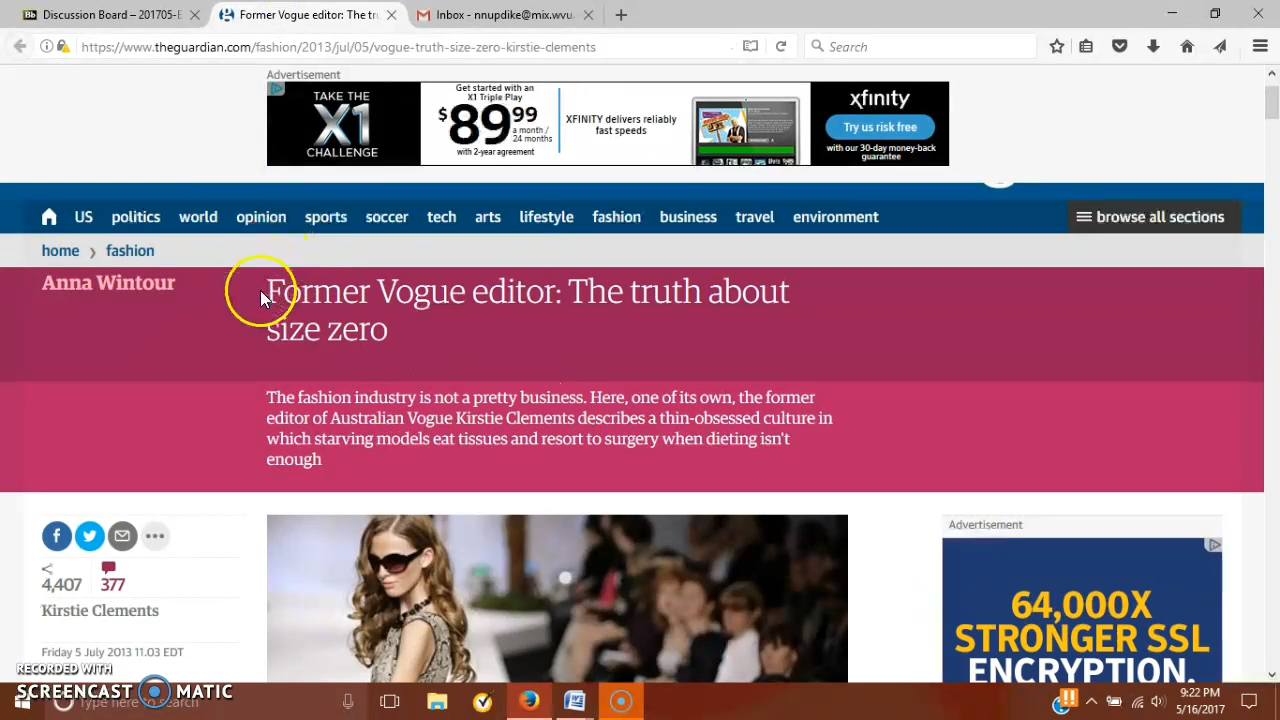 Discussion Board – 201705-
Former Vogue editor: The tr
Inbox - nnupdike@mix.wvu
https://www.theguardian.com/fashion/2013/jul/05/vogue-truth-size-zero-kirstie-clements
Search
Advertisement
TAKE THE
X1
CHALLENGE
Get started with an
X1 Triple Play
$89.99
a month /
24 months
with 2-year agreement
XFINITY delivers reliably
fast speeds
xfinity
Try us risk free
with our 30-day money-back
guarantee
US politics world opinion sports soccer tech arts lifestyle fashion business travel environment
browse all sections
home › fashion
Anna Wintour
Former Vogue editor: The truth about
size zero
The fashion industry is not a pretty business. Here, one of its own, the former
editor of Australian Vogue Kirstie Clements describes a thin-obsessed culture in
which starving models eat tissues and resort to surgery when dieting isn't
enough
4,407 377
Kirstie Clements
Friday 5 July 2013 11.03 EDT
Advertisement
64,000X
STRONGER SSL
ENCRYPTION.
RECORDED WITH
SCREENCAST MATIC
Type here to search
9:22 PM
5/16/2017